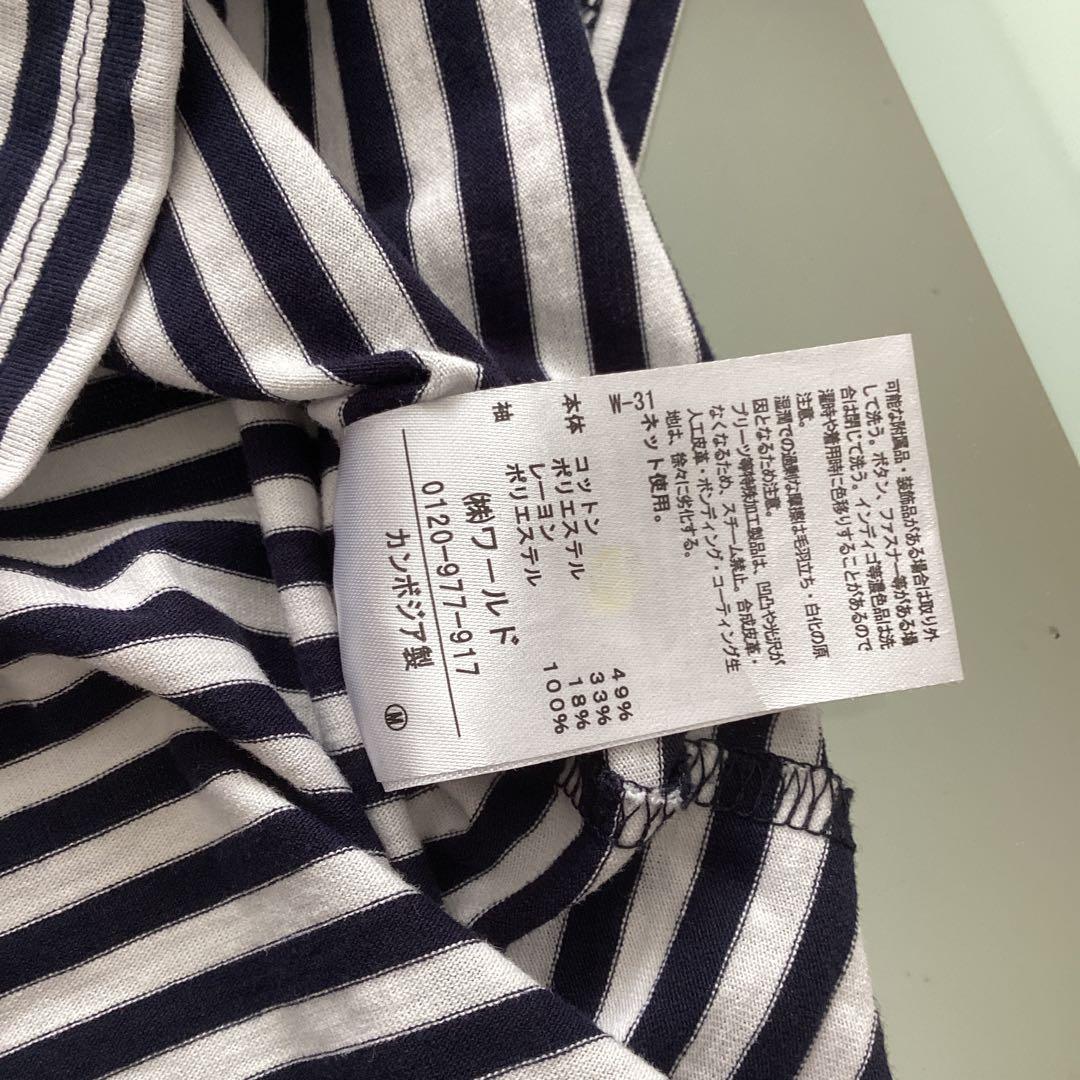 可能な附属品・装飾品がある場合は取り外
して洗う。ボタン、ファスナー等がある場
合は閉じて洗う。インディゴ等濃色品は洗
濯時や着用時に色移りすることがあるので
注意。
湿潤での過酷な摩擦は毛羽立ち・白化の原
因となるため注意。
プリーツ等特殊加工製品は、凹凸や光沢が
なくなるため、スチーム禁止。合成皮革・
人工皮革・ボンディング・コーティング生
地は、徐々に劣化する。
ネット使用。
W-31
本体 コットン 49%
ポリエステル 33%
レーヨン 18%
袖 ポリエステル 100%
㈱ワールド
0120-977-917
カンボジア製
Ⓜ